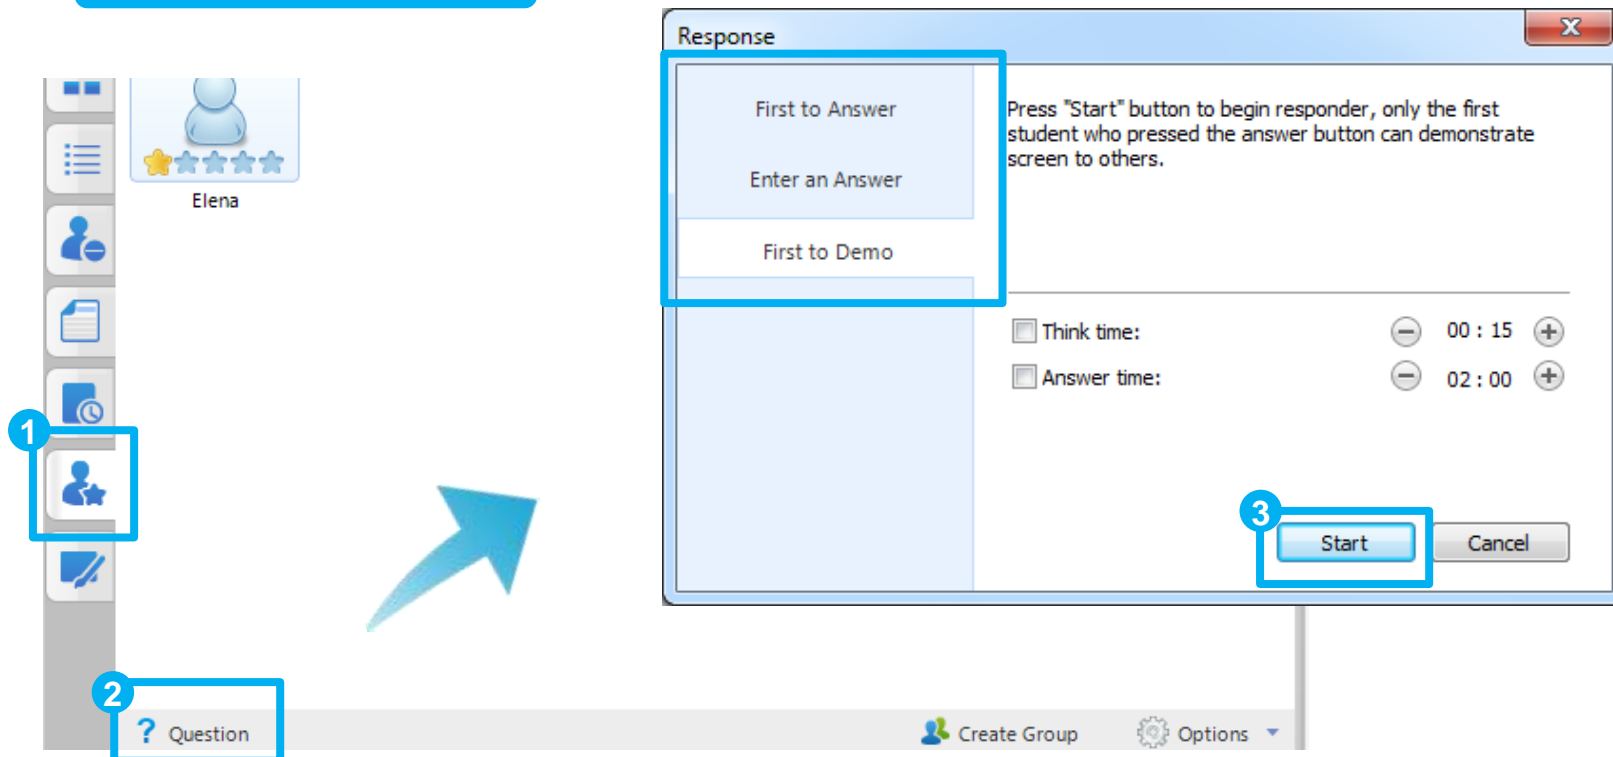 Response
First to Answer
Enter an Answer
First to Demo
Press "Start" button to begin responder, only the first
student who pressed the answer button can demonstrate
screen to others.
Think time:
00 : 15
Answer time:
02 : 00
3
Start
Cancel
Elena
1
2
? Question
Create Group
Options